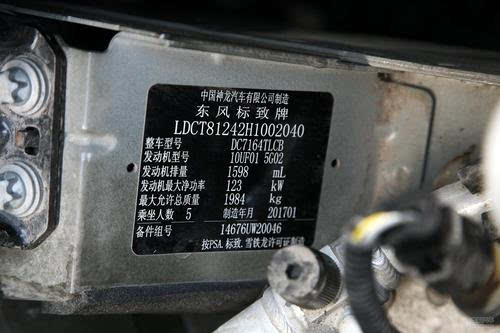 中国神龙汽车有限公司制造
东风标致牌
LDCT81242H1002040
整车型号 DC7164TLCB
发动机型号 10UF01 5G02
发动机排量 1598 mL
发动机最大净功率 123 kW
最大允许总质量 1984 kg
乘坐人数 5 制造年月 201701
备件组号 14676UW20046
按PSA.标致.雪铁龙许可证制造